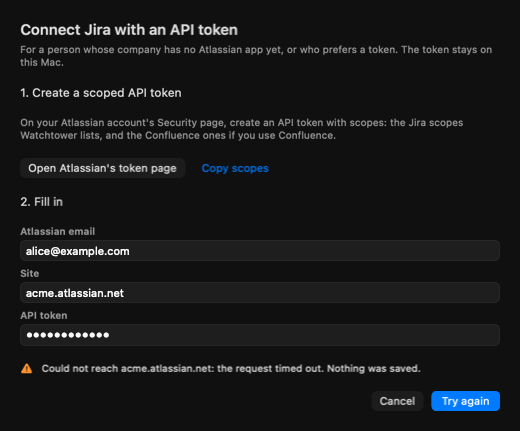 Connect Jira with an API token
For a person whose company has no Atlassian app yet, or who prefers a token. The token stays on
this Mac.
1. Create a scoped API token
On your Atlassian account's Security page, create an API token with scopes: the Jira scopes
Watchtower lists, and the Confluence ones if you use Confluence.
Open Atlassian's token page
Copy scopes
2. Fill in
Atlassian email
alice@example.com
Site
acme.atlassian.net
API token
●●●●●●●●●●●●
Could not reach acme.atlassian.net: the request timed out. Nothing was saved.
Cancel
Try again